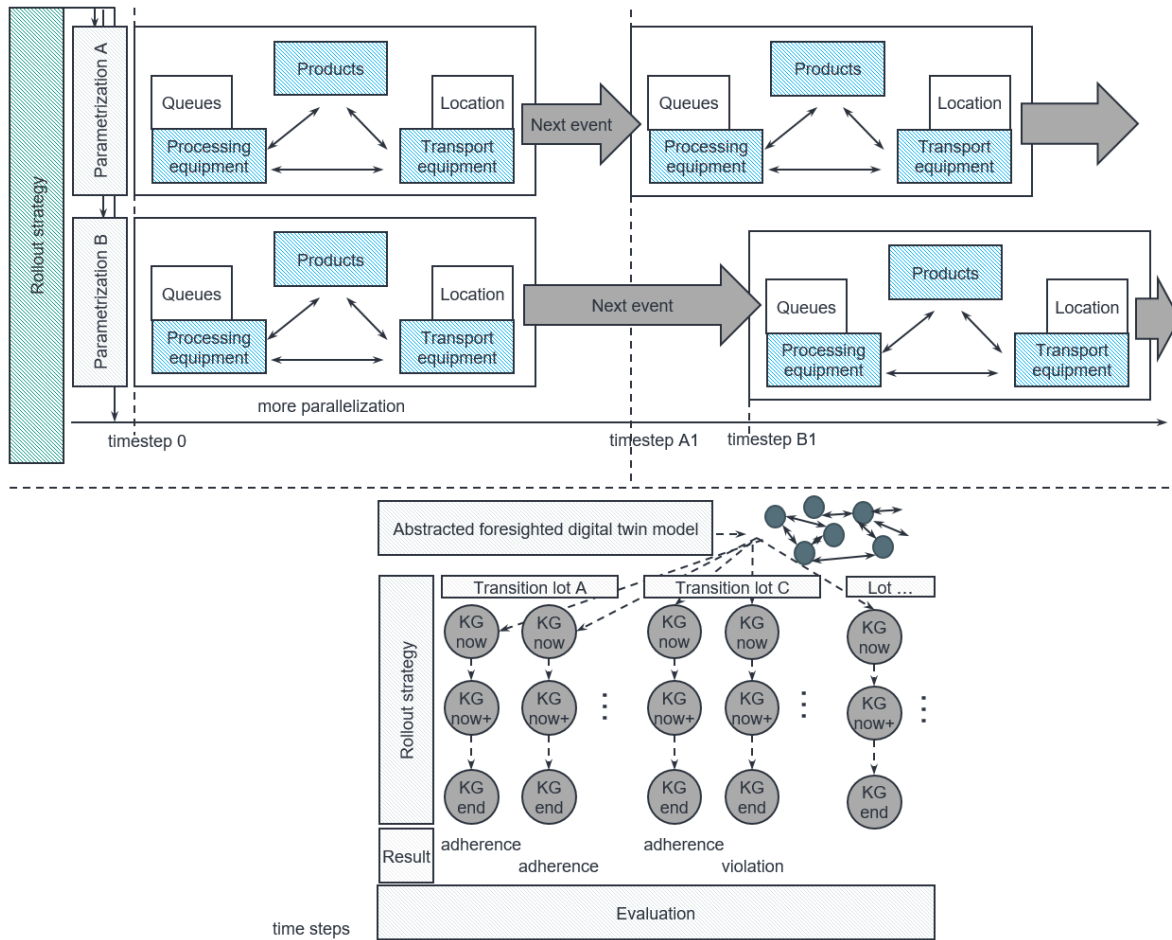 Rollout strategy
Parametrization A
Products
Queues
Location
Processing
equipment
Transport
equipment
Next event
Products
Queues
Location
Processing
equipment
Transport
equipment
Parametrization B
Products
Queues
Location
Processing
equipment
Transport
equipment
Next event
Products
Queues
Location
Processing
equipment
Transport
equipment
more parallelization
timestep 0
timestep A1
timestep B1
Abstracted foresighted digital twin model
Rollout strategy
Transition lot A
Transition lot C
Lot ...
KG
now
KG
now
KG
now
KG
now
KG
now
KG
now+
KG
now+
⋮
KG
now+
KG
now+
⋮
KG
now+
⋮
KG
end
KG
end
KG
end
KG
end
KG
end
Result
adherence
adherence
adherence
violation
time steps
Evaluation